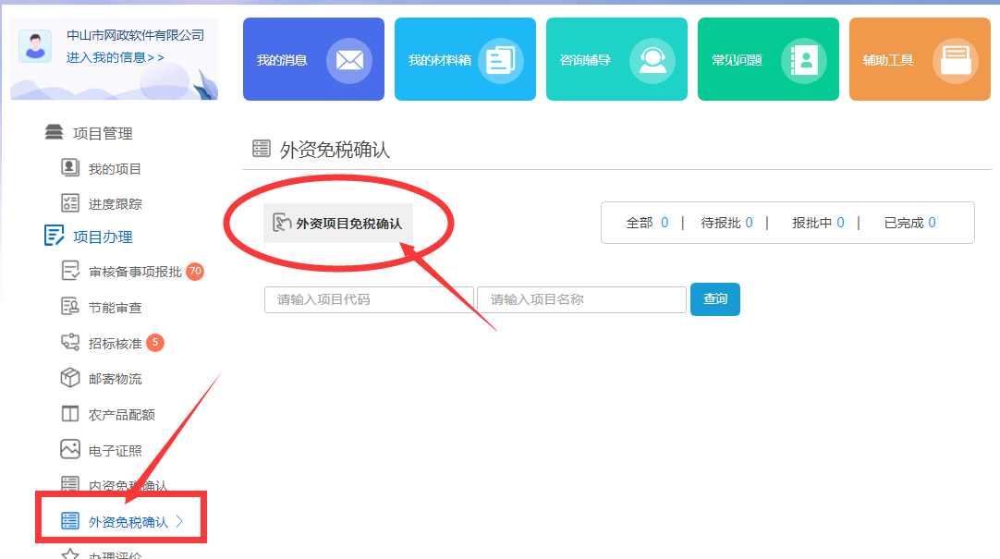 中山市网政软件有限公司
进入我的信息>>
我的消息
我的材料箱
咨询辅导
常见问题
辅助工具
项目管理
我的项目
进度跟踪
项目办理
审核备事项报批 70
节能审查
招标核准 5
邮寄物流
农产品配额
电子证照
内资免税确认
外资免税确认 >
办理评价
外资免税确认
外资项目免税确认
全部 0 | 待报批 0 | 报批中 0 | 已完成 0
请输入项目代码
请输入项目名称
查询